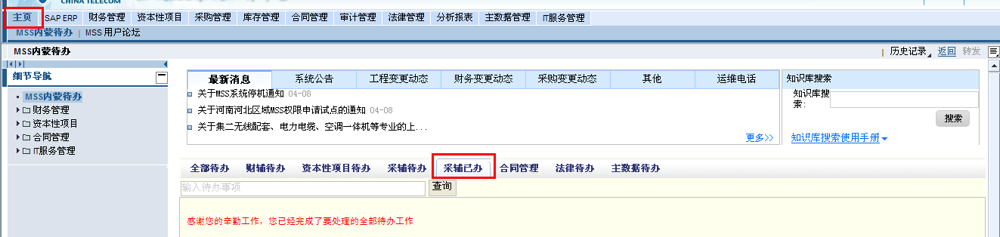 CHINA TELECOM
主页 SAP ERP 财务管理 资本性项目 采购管理 库存管理 合同管理 审计管理 法律管理 分析报表 主数据管理 IT服务管理
MSS内蒙待办 | MSS 用户论坛
MSS内蒙待办 历史记录 返回 转发
细节导航
MSS内蒙待办
财务管理
资本性项目
合同管理
IT服务管理
最新消息 系统公告 工程变更动态 财务变更动态 采购变更动态 其他 运维电话
关于MSS系统停机通知 04-08
关于河南河北区域MSS权限申请试点的通知 04-08
关于集二无线配套、电力电缆、空调一体机等专业的上...
更多>>
知识库搜索
知识库搜索:
搜索
知识库搜索使用手册
全部待办 财辅待办 资本性项目待办 采辅待办 采辅已办 合同管理 法律待办 主数据待办
输入待办事项 查询
感谢您的辛勤工作，您已经完成了要处理的全部待办工作